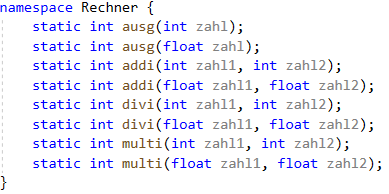 namespace Rechner {
    static int ausg(int zahl);
    static int ausg(float zahl);
    static int addi(int zahl1, int zahl2);
    static int addi(float zahl1, float zahl2);
    static int divi(int zahl1, int zahl2);
    static int divi(float zahl1, float zahl2);
    static int multi(int zahl1, int zahl2);
    static int multi(float zahl1, float zahl2);
}